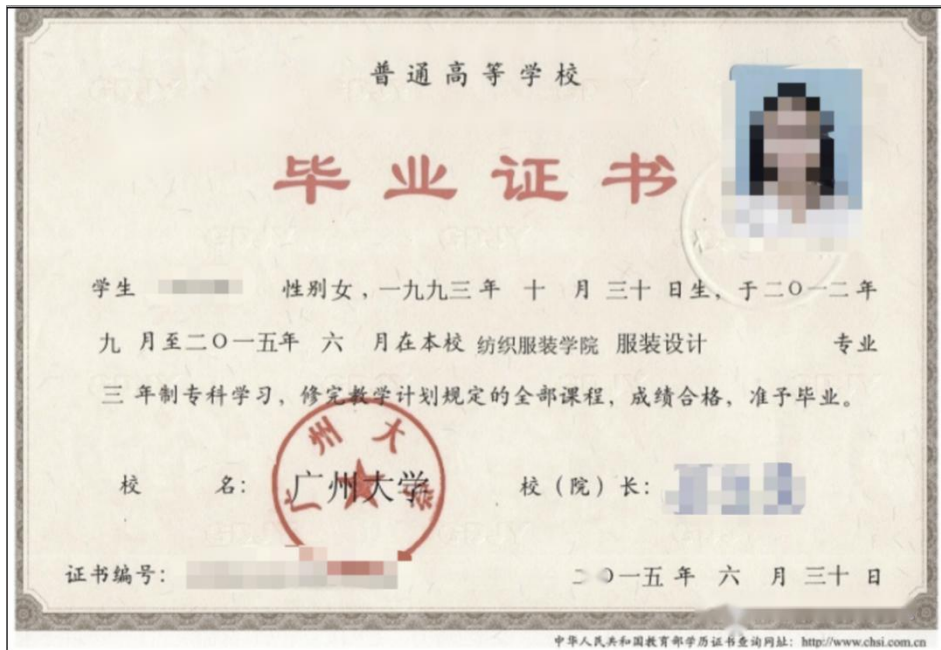 普通高等学校
毕业证书
学生 性别女，一九九三年 十 月 三十 日生，于二〇一二年
九 月至二〇一五年 六 月在本校 纺织服装学院 服装设计 专业
三 年制专科学习，修完教学计划规定的全部课程，成绩合格，准予毕业。
广州大学
校 名： 广州大学 校（院）长：
证书编号： 二〇一五 年 六 月 三十 日
中华人民共和国教育部学历证书查询网址：http://www.chsi.com.cn